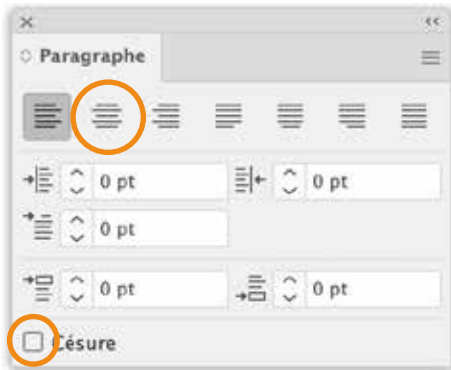 Paragraphe
0 pt 0 pt
0 pt
0 pt 0 pt
Césure